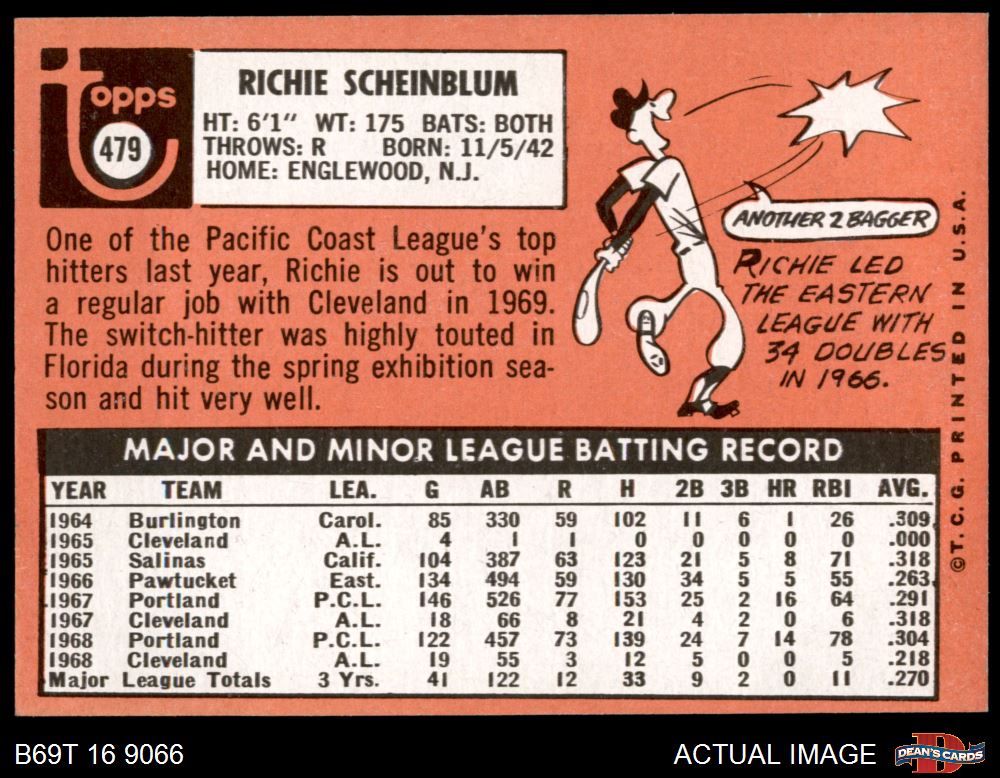 Topps
479
RICHIE SCHEINBLUM
HT: 6'1" WT: 175 BATS: BOTH
THROWS: R BORN: 11/5/42
HOME: ENGLEWOOD, N.J.
One of the Pacific Coast League's top
hitters last year, Richie is out to win
a regular job with Cleveland in 1969.
The switch-hitter was highly touted in
Florida during the spring exhibition sea-
son and hit very well.
ANOTHER 2 BAGGER
RICHIE LED
THE EASTERN
LEAGUE WITH
34 DOUBLES
IN 1966.
MAJOR AND MINOR LEAGUE BATTING RECORD
YEAR TEAM LEA. G AB R H 2B 3B HR RBI AVG.
1964 Burlington Carol. 85 330 59 102 11 6 1 26 .309
1965 Cleveland A.L. 4 1 1 0 0 0 0 0 .000
1965 Salinas Calif. 104 387 63 123 21 5 8 71 .318
1966 Pawtucket East. 134 494 59 130 34 5 5 55 .263
1967 Portland P.C.L. 146 526 77 153 25 2 16 64 .291
1967 Cleveland A.L. 18 66 8 21 4 2 0 6 .318
1968 Portland P.C.L. 122 457 73 139 24 7 14 78 .304
1968 Cleveland A.L. 19 55 3 12 5 0 0 5 .218
Major League Totals 3 Yrs. 41 122 12 33 9 2 0 11 .270
©T.C.G. PRINTED IN U.S.A.
B69T 16 9066
ACTUAL IMAGE
D
DEAN'S CARDS